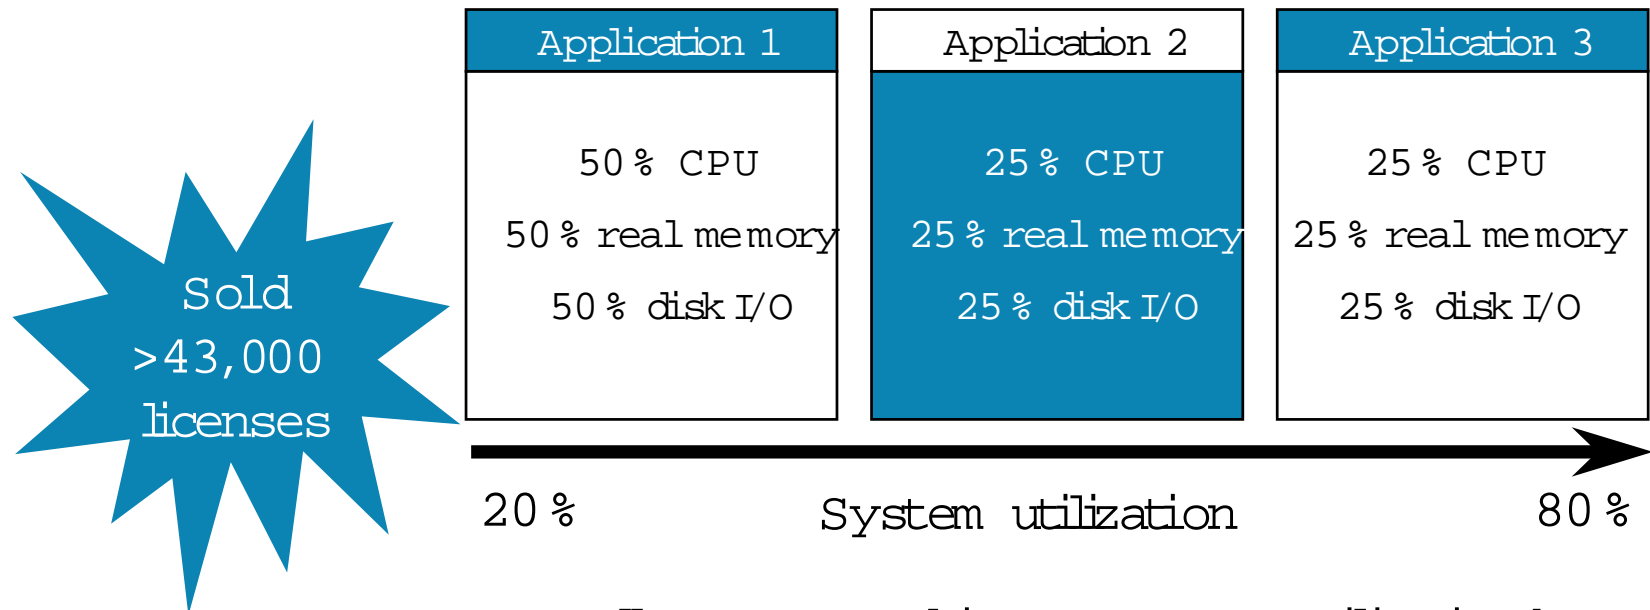 Application 1
50% CPU
50% real memory
50% disk I/O
Application 2
25% CPU
25% real memory
25% disk I/O
Application 3
25% CPU
25% real memory
25% disk I/O
Sold
>43,000
licenses
20%
System utilization
80%